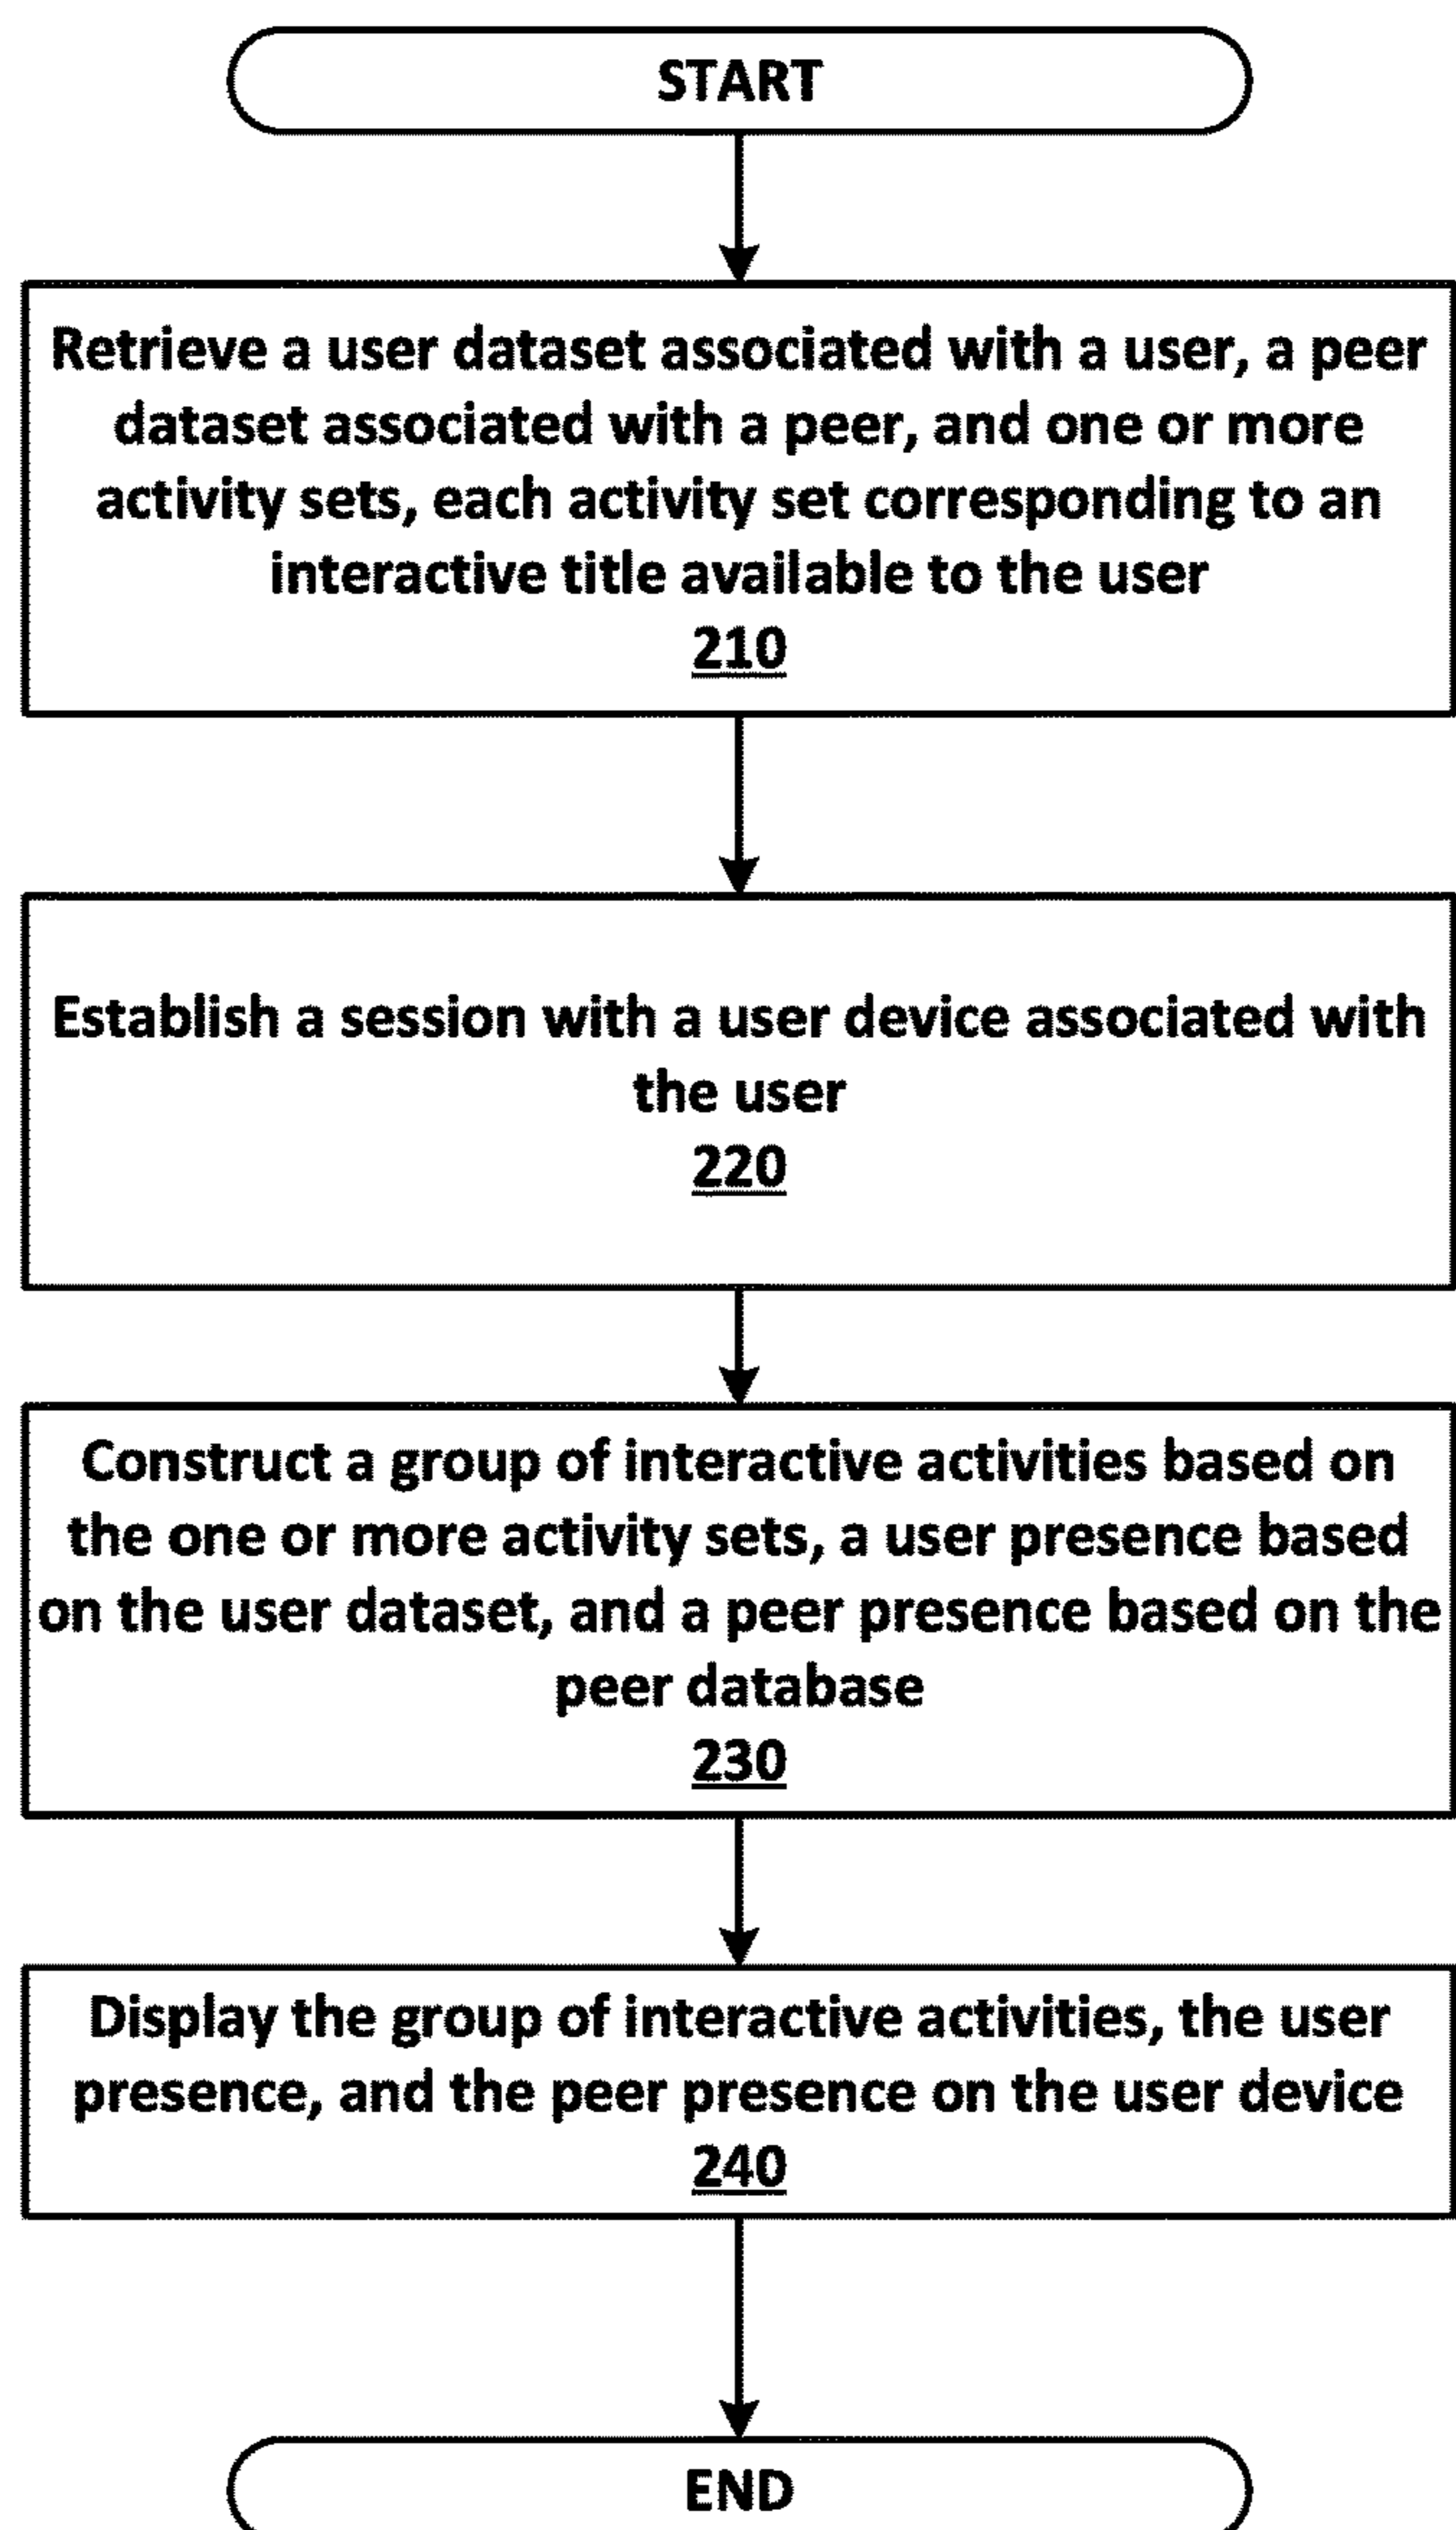 START
Retrieve a user dataset associated with a user, a peer
dataset associated with a peer, and one or more
activity sets, each activity set corresponding to an
interactive title available to the user
210
Establish a session with a user device associated with
the user
220
Construct a group of interactive activities based on
the one or more activity sets, a user presence based
on the user dataset, and a peer presence based on the
peer database
230
Display the group of interactive activities, the user
presence, and the peer presence on the user device
240
END